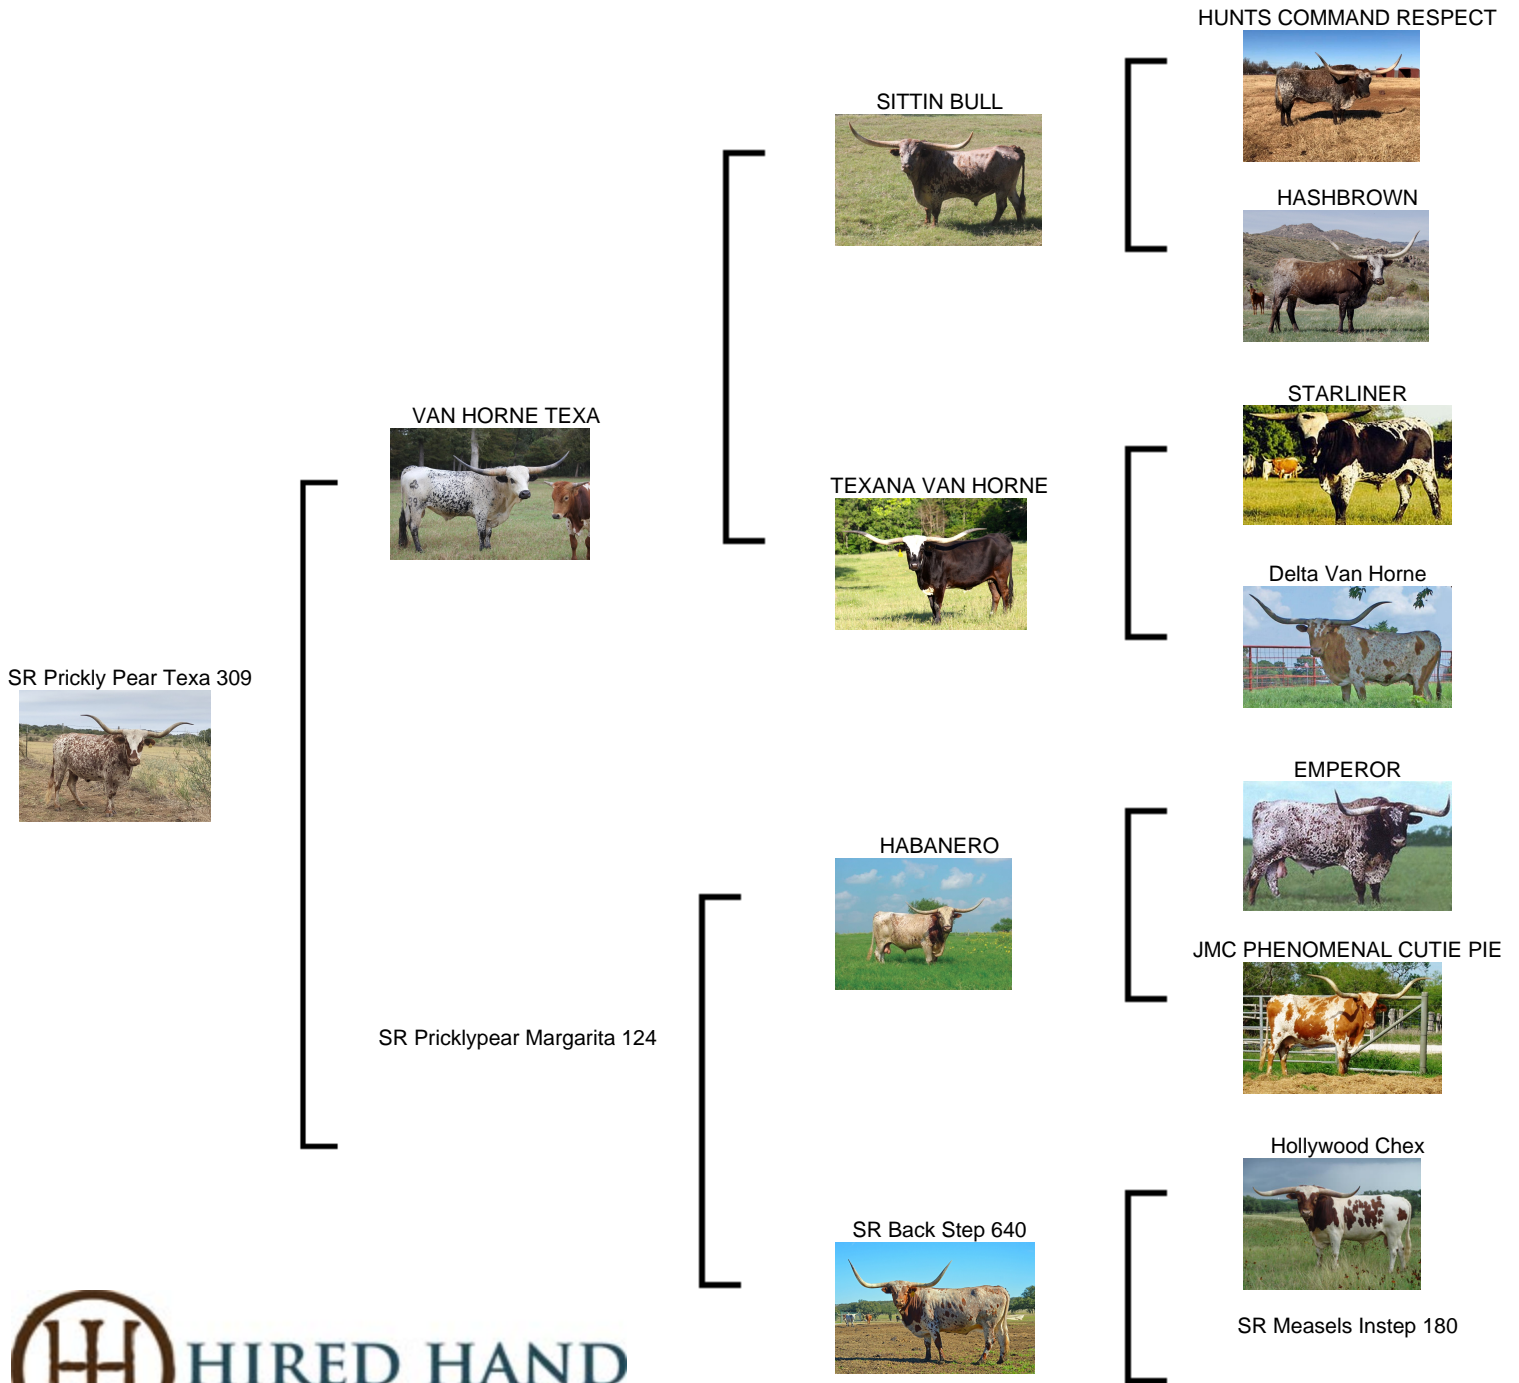 HUNTS COMMAND RESPECT
SITTIN BULL
HASHBROWN
STARLINER
VAN HORNE TEXA
TEXANA VAN HORNE
Delta Van Horne
SR Prickly Pear Texa 309
EMPEROR
HABANERO
JMC PHENOMENAL CUTIE PIE
SR Pricklypear Margarita 124
Hollywood Chex
SR Back Step 640
SR Measels Instep 180
HIRED HAND